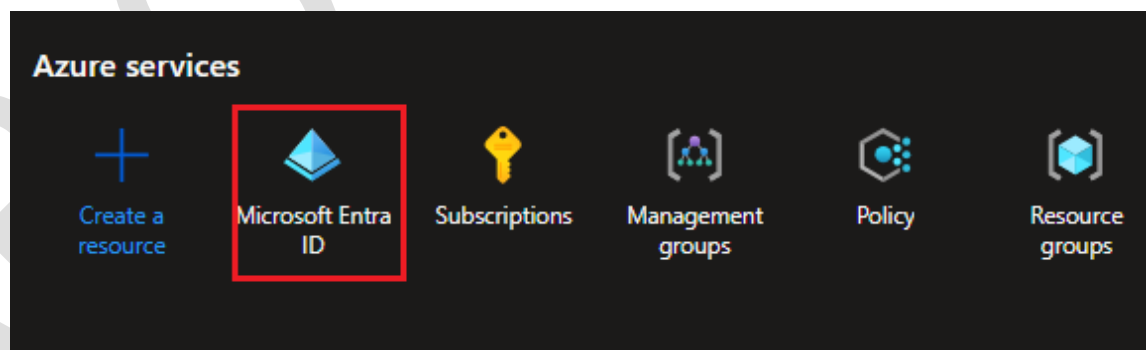 Azure services
Create a
resource
Microsoft Entra
ID
Subscriptions
Management
groups
Policy
Resource
groups